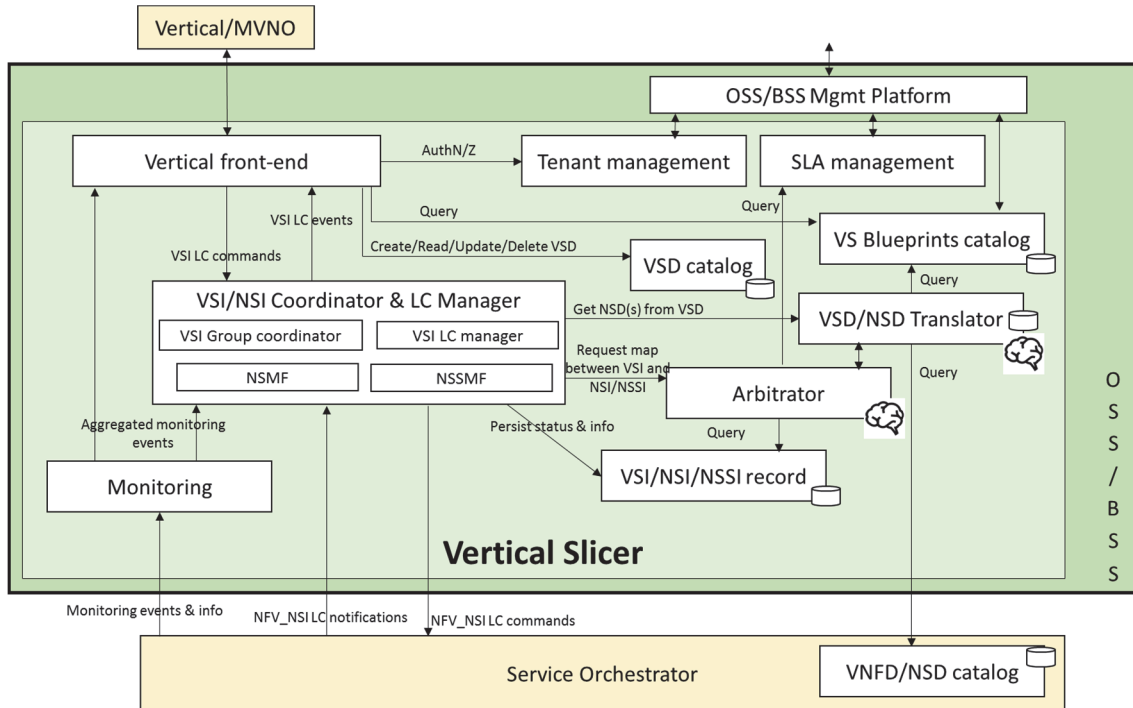 Vertical/MVNO
OSS/BSS Mgmt Platform
Vertical front-end
AuthN/Z
Tenant management
SLA management
VSI LC events
Query
Query
VS Blueprints catalog
VSI LC commands
Create/Read/Update/Delete VSD
VSD catalog
Query
VSI/NSI Coordinator & LC Manager
VSI Group coordinator
VSI LC manager
NSMF
NSSMF
Get NSD(s) from VSD
VSD/NSD Translator
Request map
between VSI and
NSI/NSSI
Arbitrator
Query
O
S
S
/
B
S
S
Aggregated monitoring
events
Persist status & info
Query
Monitoring
VSI/NSI/NSSI record
Vertical Slicer
Monitoring events & info
NFV_NSI LC notifications
NFV_NSI LC commands
Service Orchestrator
VNFD/NSD catalog